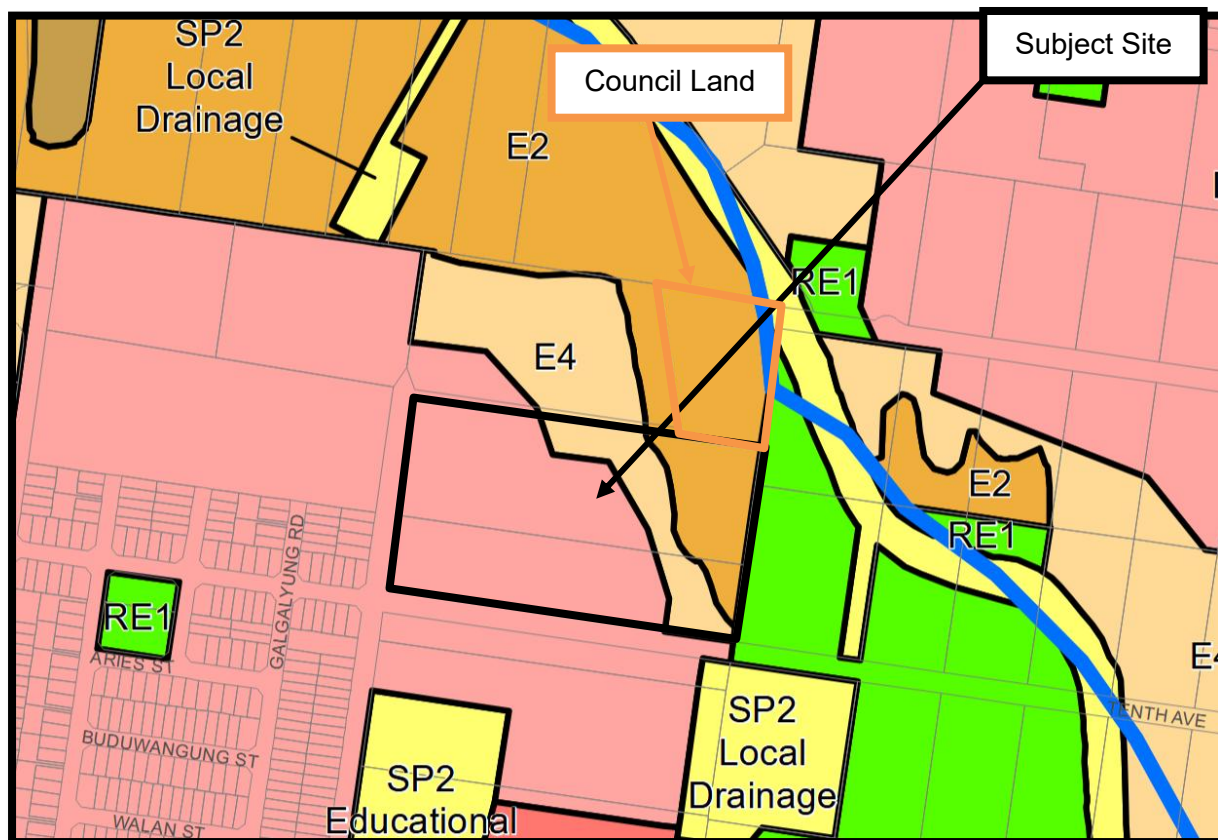 SP2
Local
Drainage
Council Land
Subject Site
E2
RE1
E4
E2
RE1
GALGALYUNG RD
RE1
ARIES ST
BUDUWANGUNG ST
WALAN ST
SP2
Educational
SP2
Local
Drainage
TENTH AVE
E4